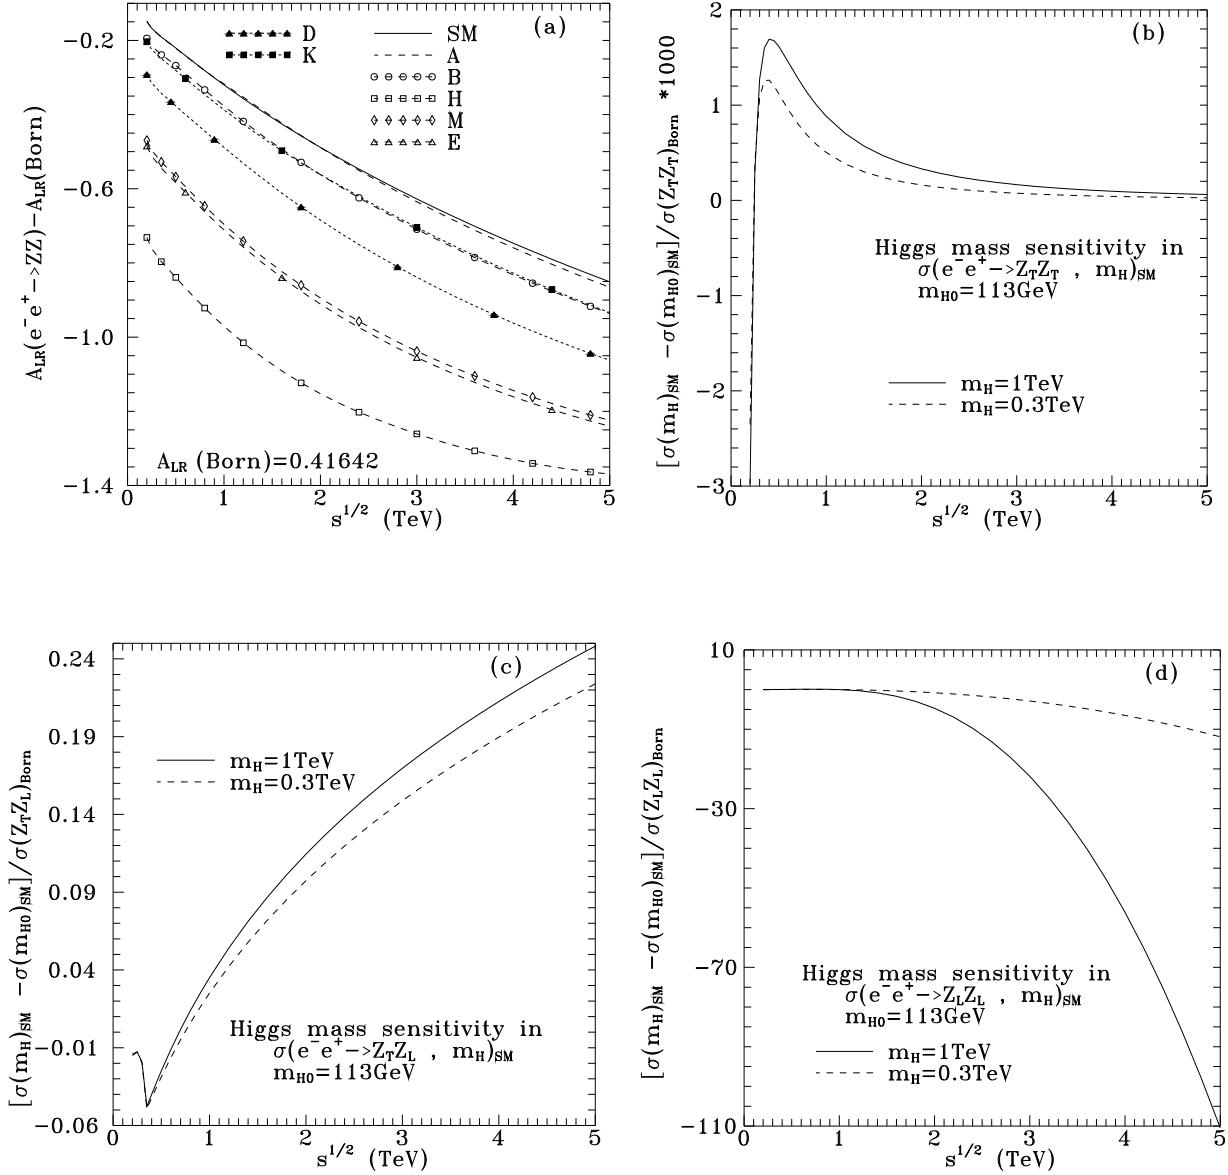 (a)
A_LR(e⁻e⁺->ZZ)-A_LR(Born)
-0.2
-0.6
-1.0
-1.4
D
K
SM
A
B
H
M
E
A_LR (Born)=0.41642
0 1 2 3 4 5
s^1/2 (TeV)
(b)
[σ(m_H)_SM -σ(m_H0)_SM]/σ(Z_TZ_T)_Born *1000
2
1
0
-1
-2
-3
Higgs mass sensitivity in
σ(e⁻e⁺->Z_TZ_T , m_H)_SM
m_H0=113GeV
m_H=1TeV
m_H=0.3TeV
0 1 2 3 4 5
s^1/2 (TeV)
(c)
[σ(m_H)_SM -σ(m_H0)_SM]/σ(Z_TZ_L)_Born
0.24
0.19
0.14
0.09
0.04
-0.01
-0.06
m_H=1TeV
m_H=0.3TeV
Higgs mass sensitivity in
σ(e⁻e⁺->Z_TZ_L , m_H)_SM
m_H0=113GeV
0 1 2 3 4 5
s^1/2 (TeV)
(d)
[σ(m_H)_SM -σ(m_H0)_SM]/σ(Z_LZ_L)_Born
10
-30
-70
-110
Higgs mass sensitivity in
σ(e⁻e⁺->Z_LZ_L , m_H)_SM
m_H0=113GeV
m_H=1TeV
m_H=0.3TeV
0 1 2 3 4 5
s^1/2 (TeV)